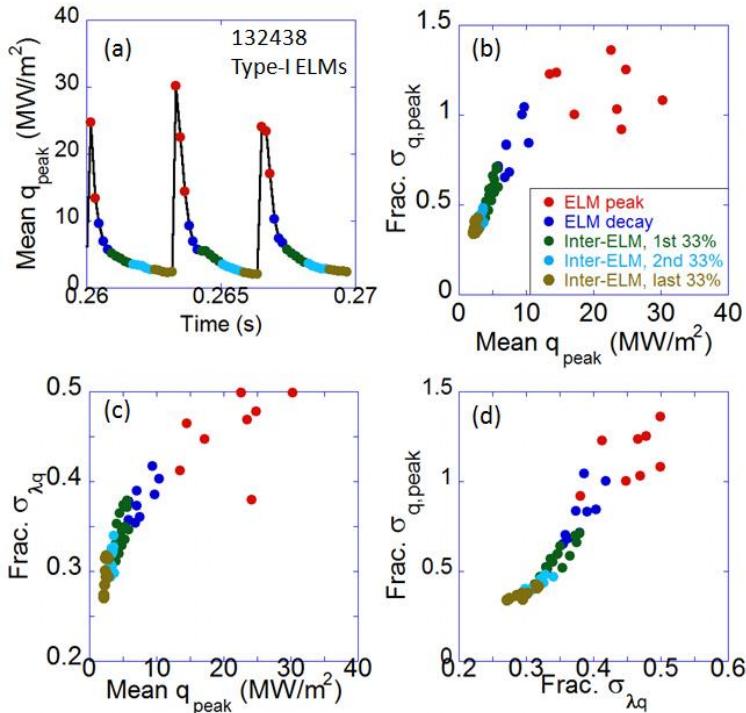 (a)
132438
Type-I ELMs
Mean q_peak (MW/m²)
40
30
20
10
0
0.26
0.265
0.27
Time (s)
(b)
Frac. σ_q,peak
1.5
1
0.5
0
ELM peak
ELM decay
Inter-ELM, 1st 33%
Inter-ELM, 2nd 33%
Inter-ELM, last 33%
0
10
20
30
40
Mean q_peak (MW/m²)
(c)
Frac. σ_λq
0.5
0.4
0.3
0.2
0
10
20
30
40
Mean q_peak (MW/m²)
(d)
Frac. σ_q,peak
1.5
1
0.5
0
0.2
0.3
0.4
0.5
0.6
Frac. σ_λq